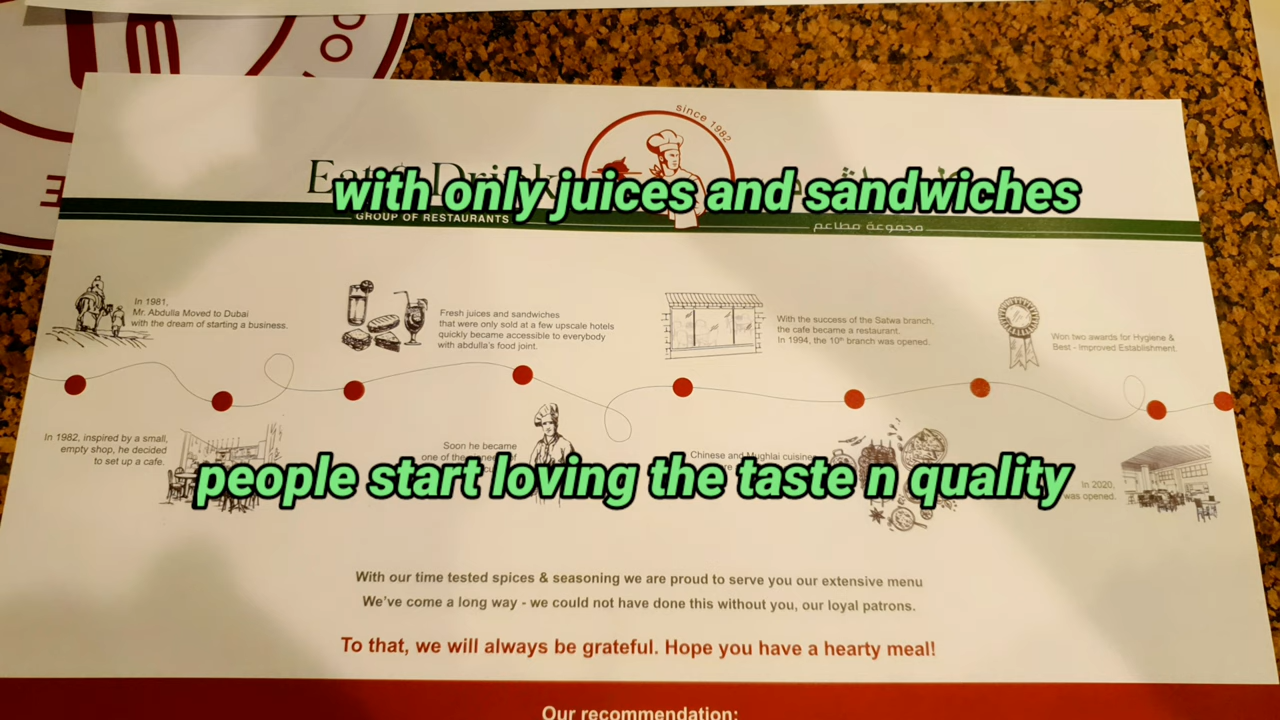 since 1982
with only juices and sandwiches
GROUP OF RESTAURANTS
مجموعة مطاعم
In 1981,
Mr. Abdulla Moved to Dubai
with the dream of starting a business.
Fresh juices and sandwiches
that were only sold at a few upscale hotels
quickly became accessible to everybody
with abdulla's food joint.
With the success of the Satwa branch,
the cafe became a restaurant.
In 1994, the 10th branch was opened.
Won two awards for Hygiene &
Best - Improved Establishment.
In 1982, inspired by a small,
empty shop, he decided
to set up a cafe.
Soon he became
one of the
Chinese and Mughlai cuisine
In 2020,
was opened.
people start loving the taste n quality
With our time tested spices & seasoning we are proud to serve you our extensive menu
We've come a long way - we could not have done this without you, our loyal patrons.
To that, we will always be grateful. Hope you have a hearty meal!
Our recommendation: